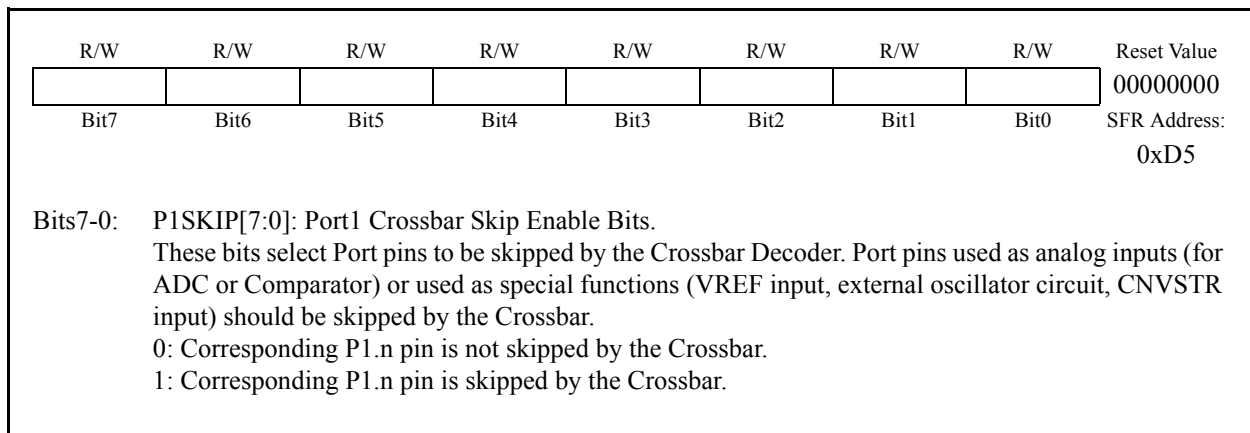 R/W R/W R/W R/W R/W R/W R/W R/W Reset Value
00000000
Bit7 Bit6 Bit5 Bit4 Bit3 Bit2 Bit1 Bit0 SFR Address:
0xD5
Bits7-0: P1SKIP[7:0]: Port1 Crossbar Skip Enable Bits.
These bits select Port pins to be skipped by the Crossbar Decoder. Port pins used as analog inputs (for
ADC or Comparator) or used as special functions (VREF input, external oscillator circuit, CNVSTR
input) should be skipped by the Crossbar.
0: Corresponding P1.n pin is not skipped by the Crossbar.
1: Corresponding P1.n pin is skipped by the Crossbar.